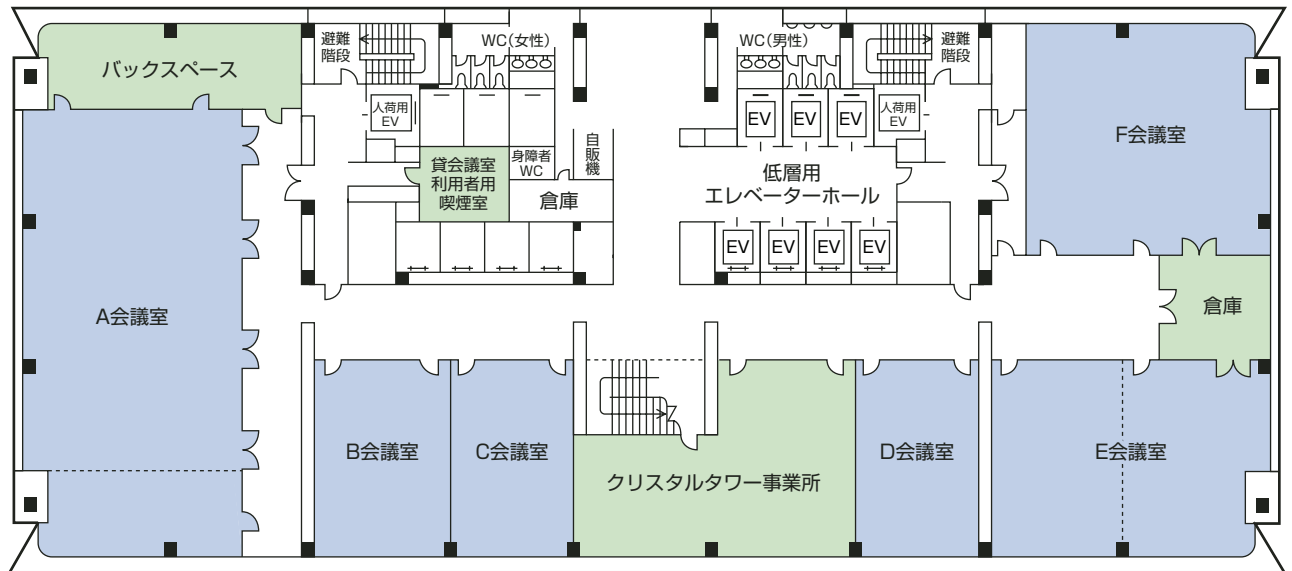 避難
階段
WC(女性)
WC(男性)
避難
階段
バックスペース
人荷用
EV
EV
EV
EV
人荷用
EV
F会議室
自販機
貸会議室
利用者用
喫煙室
身障者
WC
倉庫
低層用
エレベーターホール
EV
EV
EV
EV
倉庫
A会議室
B会議室
C会議室
クリスタルタワー事業所
D会議室
E会議室